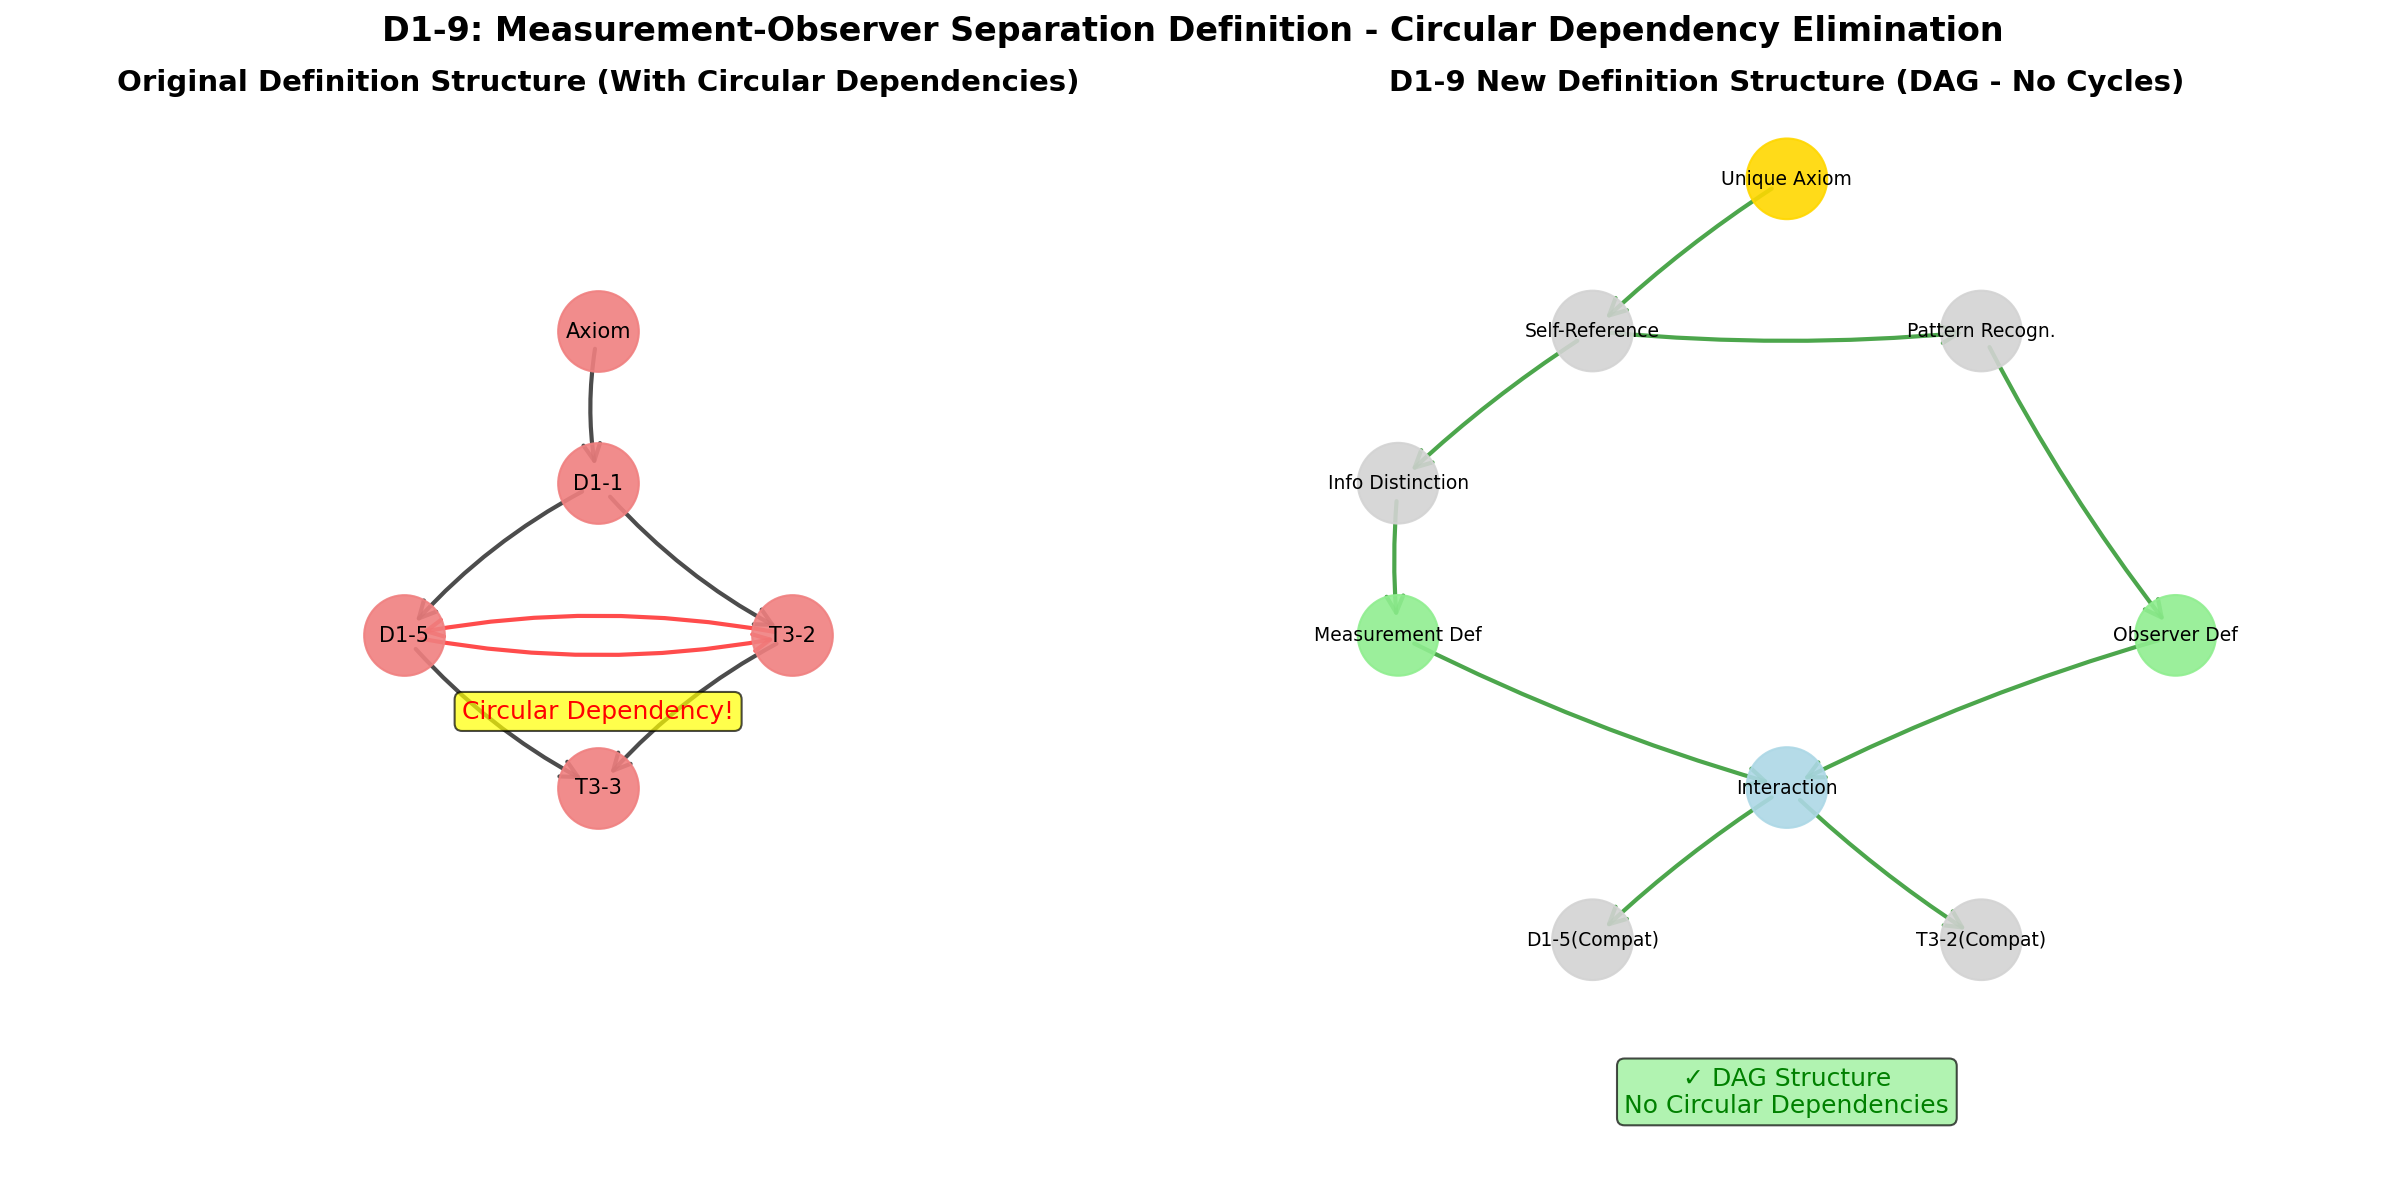 D1-9: Measurement-Observer Separation Definition - Circular Dependency Elimination
Original Definition Structure (With Circular Dependencies)
Axiom
D1-1
D1-5
T3-2
Circular Dependency!
T3-3
D1-9 New Definition Structure (DAG - No Cycles)
Unique Axiom
Self-Reference
Pattern Recogn.
Info Distinction
Measurement Def
Observer Def
Interaction
D1-5(Compat)
T3-2(Compat)
✓ DAG Structure
No Circular Dependencies